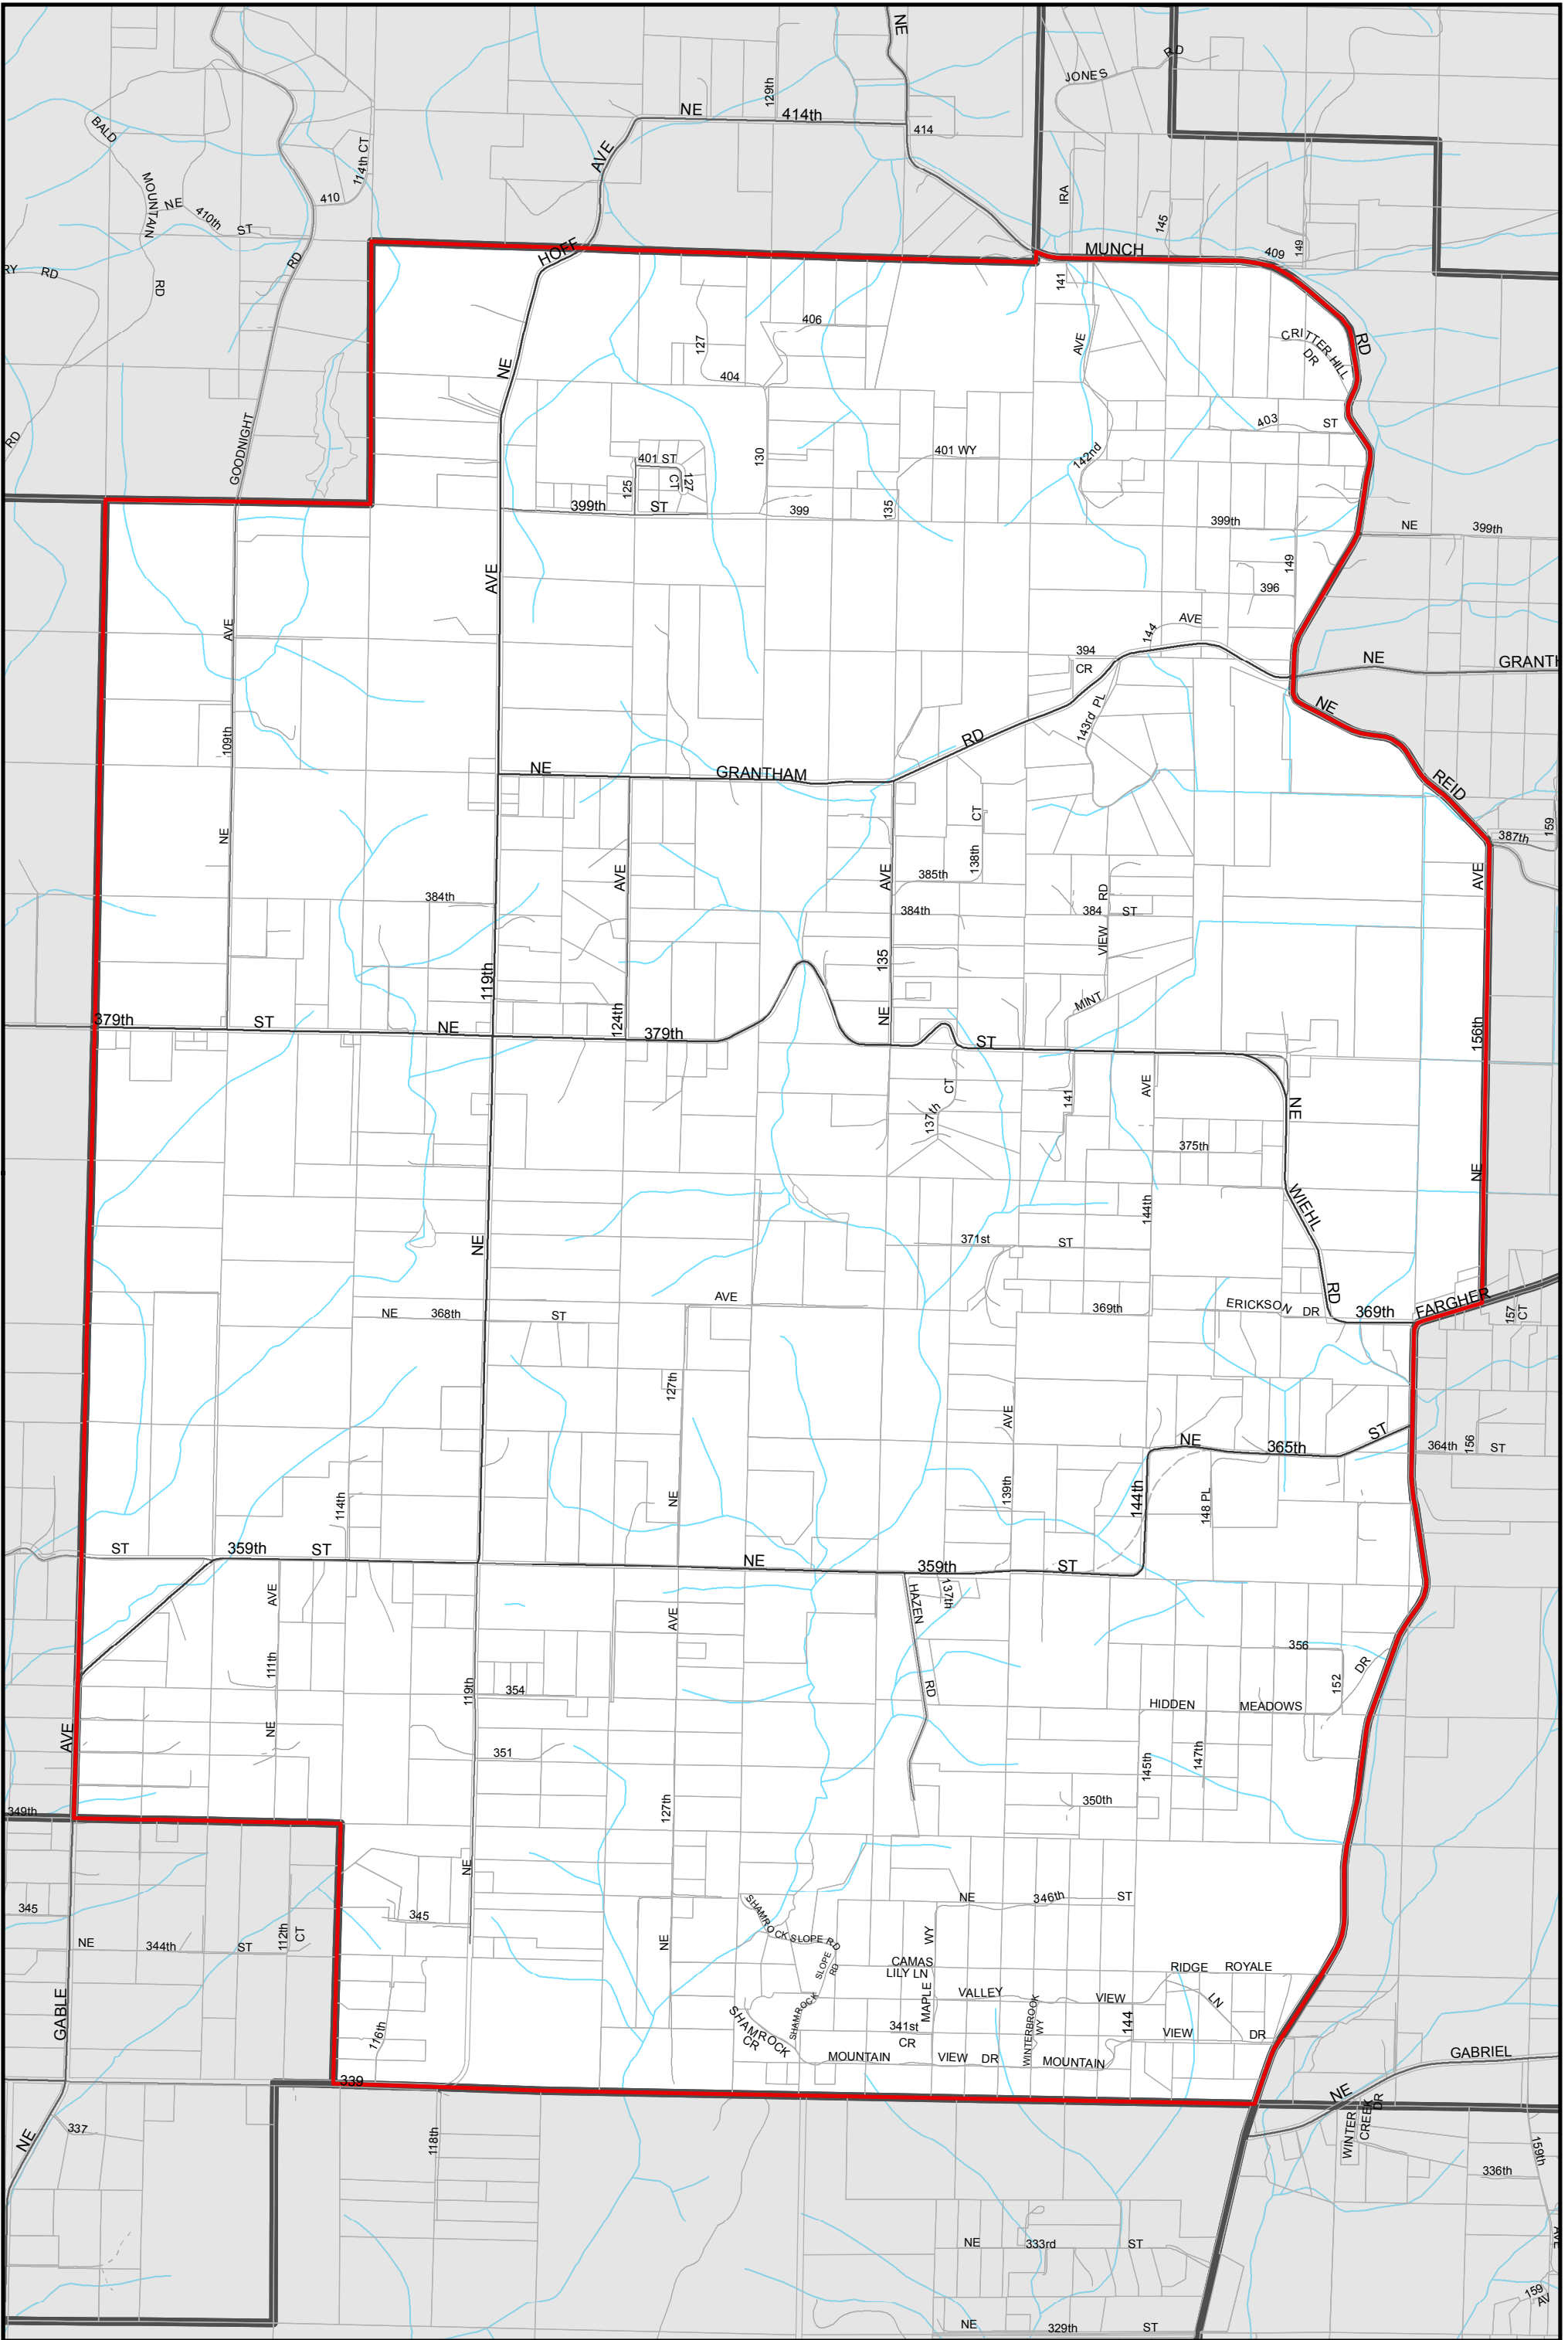 NE
JONES
RD
129th
NE
414th
414
AVE
BALD
114th CT
MOUNTAIN
NE
410
410th
ST
IRA
145
149
RD
RY
RD
RD
HOFF
MUNCH
409
141
RD
CRITTER HILL
DR
406
127
404
AVE
NE
RD
GOODNIGHT
403
ST
401 ST
127
CT
125
130
401 WY
142nd
399th
ST
399
135
399th
NE
399th
AVE
149
396
AVE
144
AVE
394
CR
NE
GRANTH
NE
109th
143rd PL
RD
NE
GRANTHAM
REID
CT
387th
159
NE
AVE
AVE
385th
138th
AVE
384th
384th
RD
384
ST
VIEW
135
119th
MINT
124th
NE
156th
379th
ST
NE
379th
ST
CT
AVE
141
NE
137th
375th
NE
WIEHL
144th
NE
371st
ST
RD
AVE
NE
368th
ST
369th
ERICKSON
DR
369th
FARGHER
157
CT
127th
AVE
NE
365th
ST
364th
156
ST
114th
NE
139th
144th
148 PL
ST
359th
ST
NE
359th
ST
AVE
HAZEN
137th
AVE
356
DR
111th
119th
354
RD
152
HIDDEN
MEADOWS
AVE
NE
351
145th
147th
350th
127th
349th
NE
345
345
SHAMROCK SLOPE RD
NE
346th
ST
NE
344th
ST
112th
CT
NE
WY
SLOPE
RD
CAMAS
LILY LN
RIDGE
ROYALE
GABLE
SHAMROCK
MAPLE
VALLEY
VIEW
LN
WINTERBROOK
WY
SHAMROCK
CR
341st
CR
144
VIEW
DR
116th
MOUNTAIN
VIEW
DR
MOUNTAIN
GABRIEL
339
NE
WINTER
CREEK
DR
337
NE
118th
159th
336th
NE
333rd
ST
AVE
159
AV
NE
329th
ST